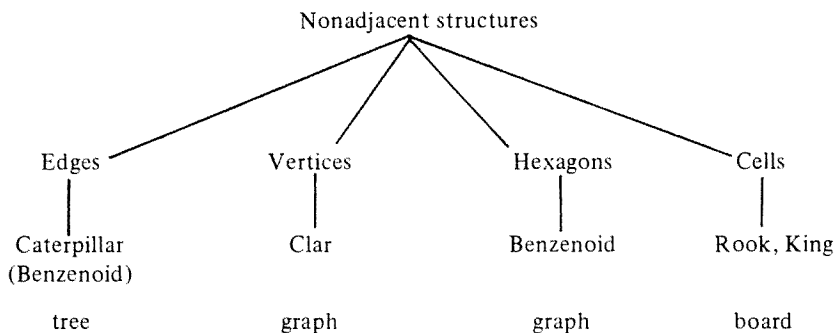 Nonadjacent structures
Edges Vertices Hexagons Cells
Caterpillar Clar Benzenoid Rook, King
(Benzenoid)
tree graph graph board